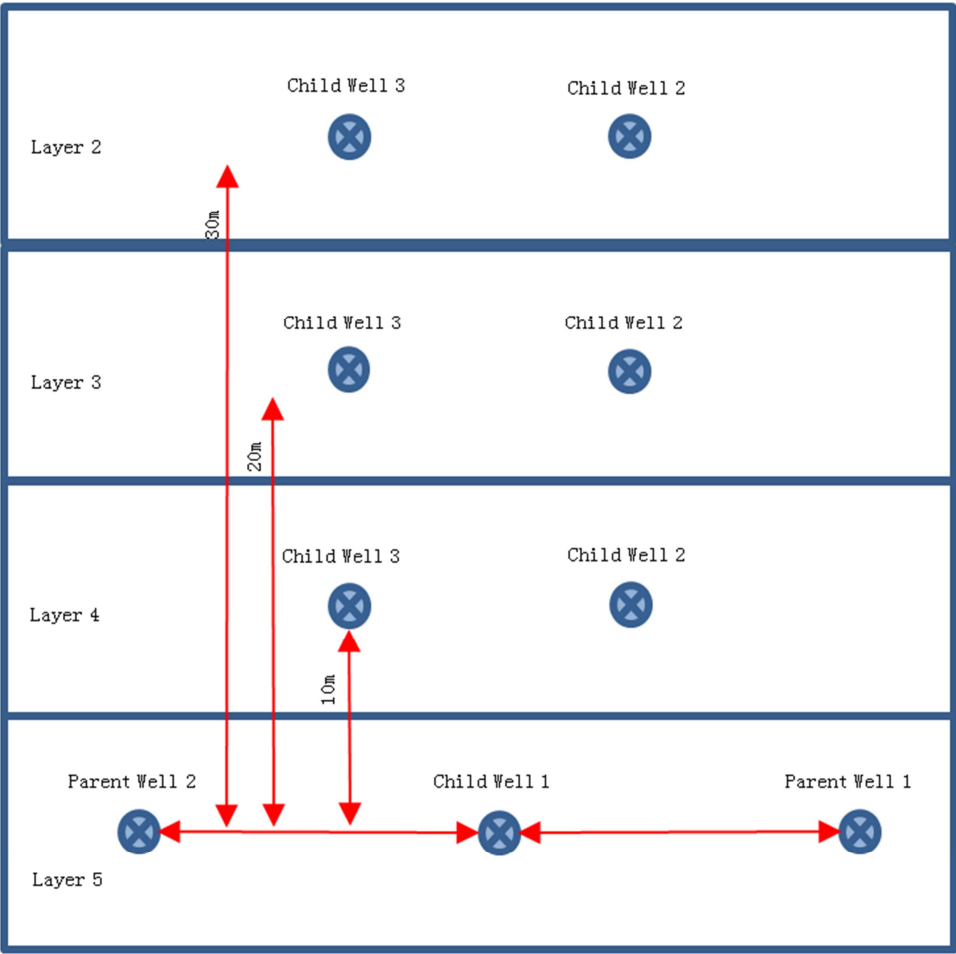 Child Well 3
Child Well 2
Layer 2
30m
Child Well 3
Child Well 2
Layer 3
20m
Child Well 3
Child Well 2
Layer 4
10m
Parent Well 2
Child Well 1
Parent Well 1
Layer 5